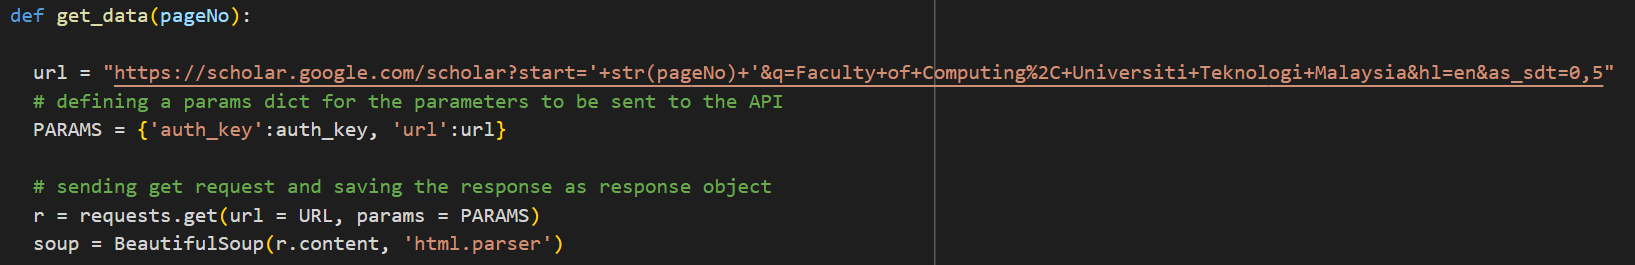 def get_data(pageNo):
url = "https://scholar.google.com/scholar?start='+str(pageNo)+'&q=Faculty+of+Computing%2C+Universiti+Teknologi+Malaysia&hl=en&as_sdt=0,5"
# defining a params dict for the parameters to be sent to the API
PARAMS = {'auth_key':auth_key, 'url':url}
# sending get request and saving the response as response object
r = requests.get(url = URL, params = PARAMS)
soup = BeautifulSoup(r.content, 'html.parser')